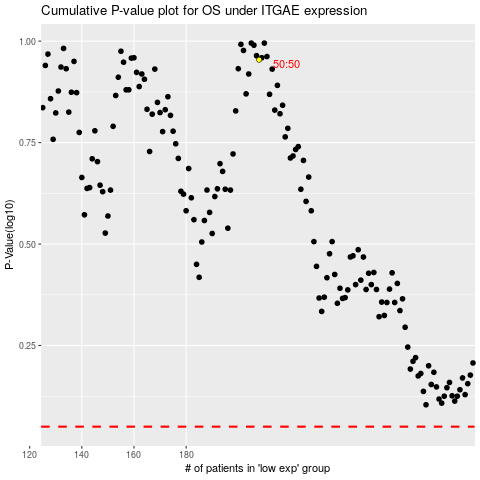 Cumulative P-value plot for OS under ITGAE expression
1.00
50:50
0.75
P-Value(log10)
0.50
0.25
120 140 160 180
# of patients in 'low exp' group